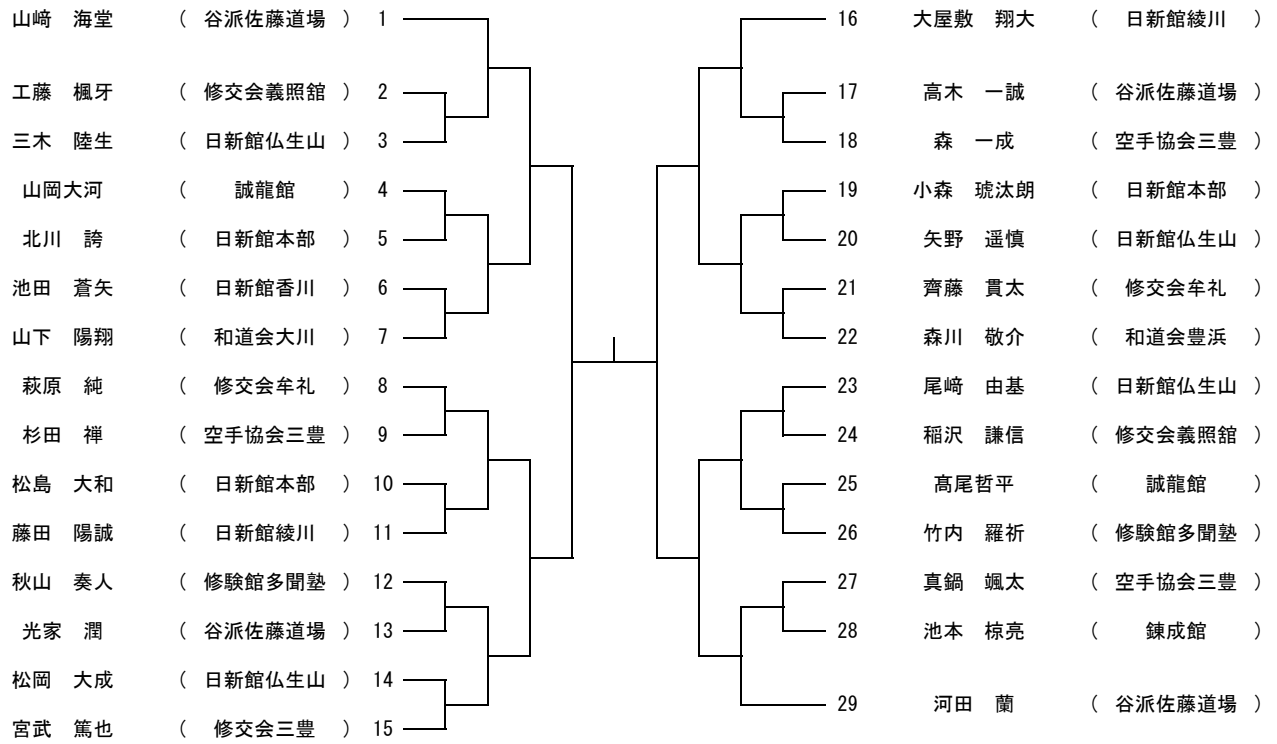 山﨑　海堂 （ 谷派佐藤道場 ） 1
工藤　楓牙 （ 修交会義照舘 ） 2
三木　陸生 （ 日新館仏生山 ） 3
山岡大河 （ 誠龍館 ） 4
北川　誇 （ 日新館本部 ） 5
池田　蒼矢 （ 日新館香川 ） 6
山下　陽翔 （ 和道会大川 ） 7
萩原　純 （ 修交会牟礼 ） 8
杉田　禅 （ 空手協会三豊 ） 9
松島　大和 （ 日新館本部 ） 10
藤田　陽誠 （ 日新館綾川 ） 11
秋山　奏人 （ 修験館多聞塾 ） 12
光家　潤 （ 谷派佐藤道場 ） 13
松岡　大成 （ 日新館仏生山 ） 14
宮武　篤也 （ 修交会三豊 ） 15
16 大屋敷　翔大 （ 日新館綾川 ）
17 高木　一誠 （ 谷派佐藤道場 ）
18 森　一成 （ 空手協会三豊 ）
19 小森　琥汰朗 （ 日新館本部 ）
20 矢野　遥慎 （ 日新館仏生山 ）
21 齊藤　貫太 （ 修交会牟礼 ）
22 森川　敬介 （ 和道会豊浜 ）
23 尾﨑　由基 （ 日新館仏生山 ）
24 稲沢　謙信 （ 修交会義照舘 ）
25 髙尾哲平 （ 誠龍館 ）
26 竹内　羅祈 （ 修験館多聞塾 ）
27 真鍋　颯太 （ 空手協会三豊 ）
28 池本　椋亮 （ 錬成館 ）
29 河田　蘭 （ 谷派佐藤道場 ）